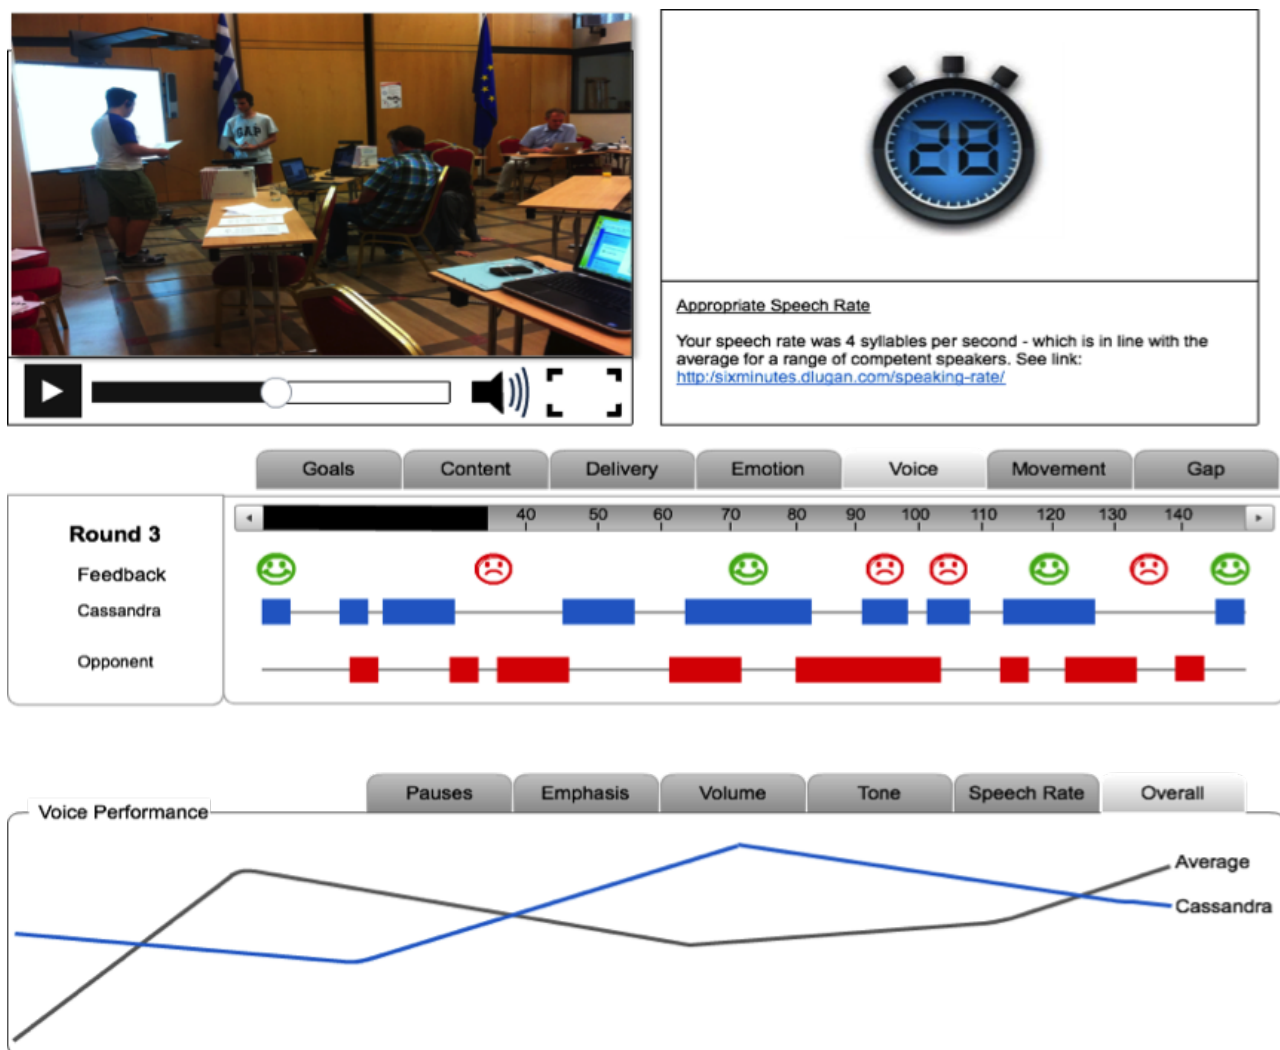 GAP
28
Appropriate Speech Rate
Your speech rate was 4 syllables per second - which is in line with the
average for a range of competent speakers. See link:
http:/sixminutes.dlugan.com/speaking-rate/
Goals Content Delivery Emotion Voice Movement Gap
40 50 60 70 80 90 100 110 120 130 140
Round 3
Feedback
Cassandra
Opponent
Pauses Emphasis Volume Tone Speech Rate Overall
Voice Performance
Average
Cassandra